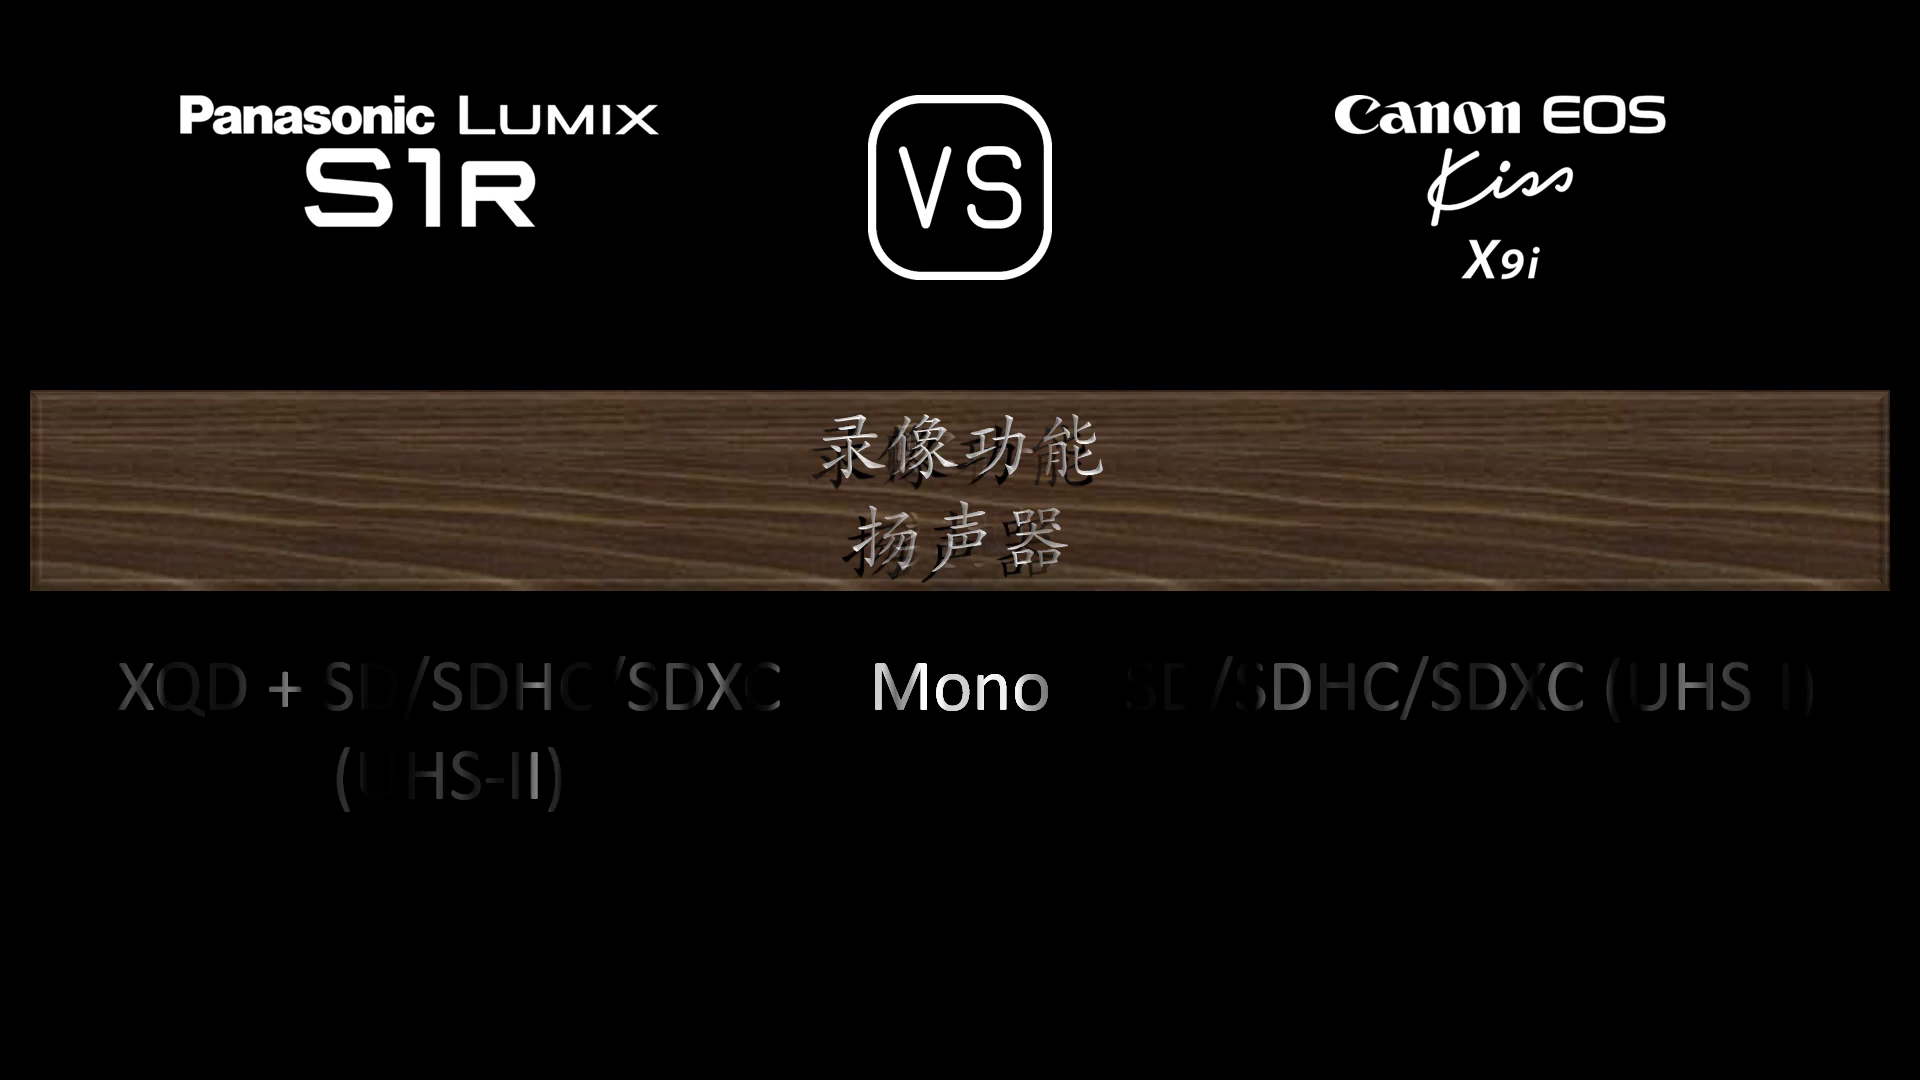 Panasonic LUMIX
S1R
VS
Canon EOS
Kiss
X9i
录像功能
扬声器
XQD + SD/SDHC/SDXC
(UHS-II)
Mono
SD/SDHC/SDXC (UHS-I)